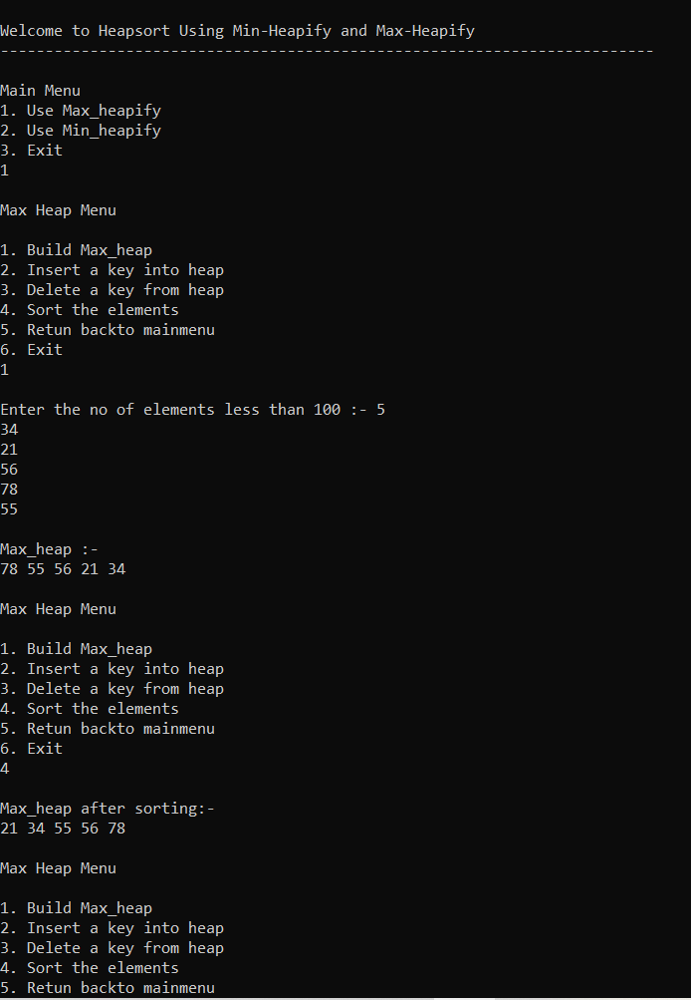 Welcome to Heapsort Using Min-Heapify and Max-Heapify
-------------------------------------------------------------------------
Main Menu
1. Use Max_heapify
2. Use Min_heapify
3. Exit
1
Max Heap Menu
1. Build Max_heap
2. Insert a key into heap
3. Delete a key from heap
4. Sort the elements
5. Retun backto mainmenu
6. Exit
1
Enter the no of elements less than 100 :- 5
34
21
56
78
55
Max_heap :-
78 55 56 21 34
Max Heap Menu
1. Build Max_heap
2. Insert a key into heap
3. Delete a key from heap
4. Sort the elements
5. Retun backto mainmenu
6. Exit
4
Max_heap after sorting:-
21 34 55 56 78
Max Heap Menu
1. Build Max_heap
2. Insert a key into heap
3. Delete a key from heap
4. Sort the elements
5. Retun backto mainmenu